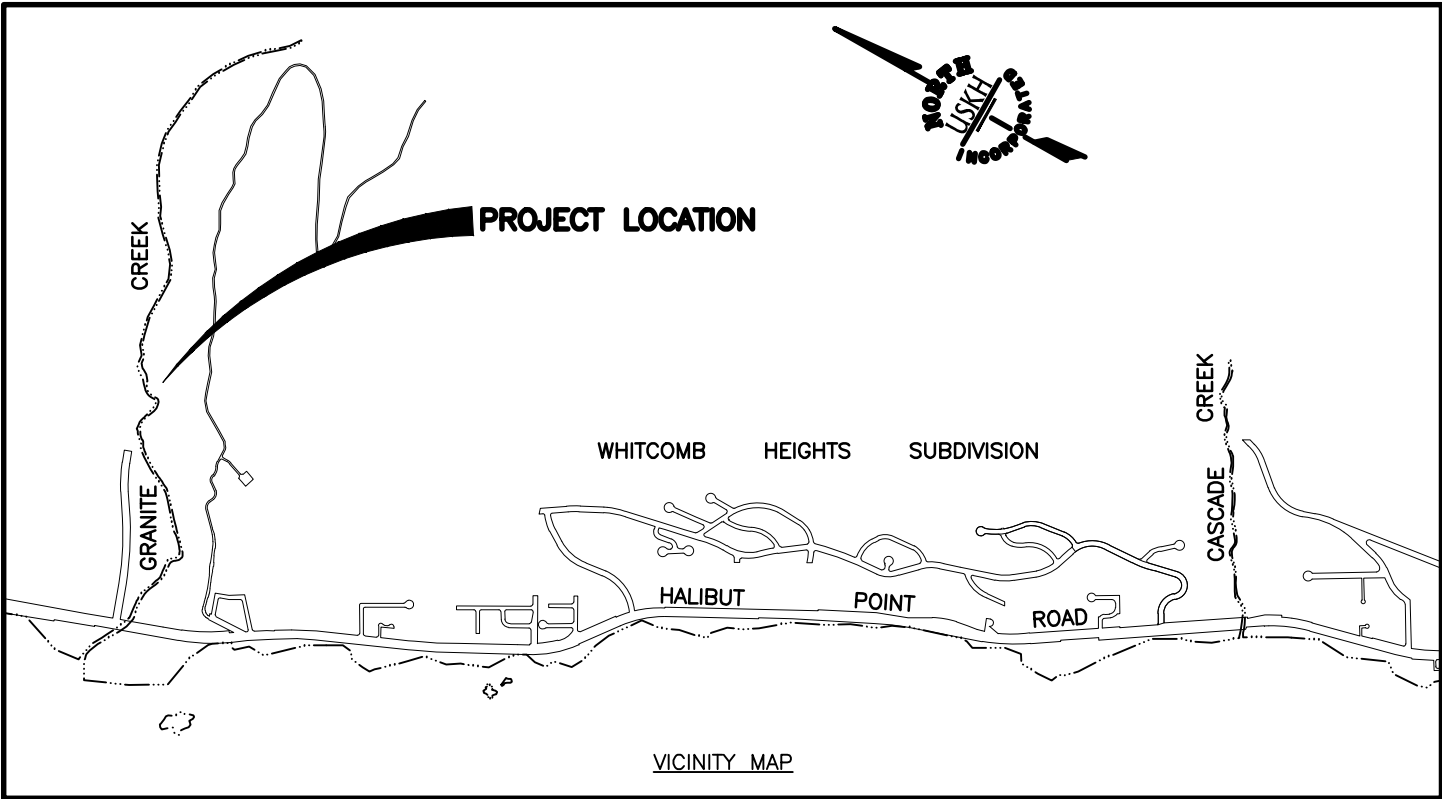 NORTH
USKH
INCORPORATED
PROJECT LOCATION
CREEK
GRANITE
CREEK
CASCADE
WHITCOMB HEIGHTS SUBDIVISION
HALIBUT POINT ROAD
VICINITY MAP